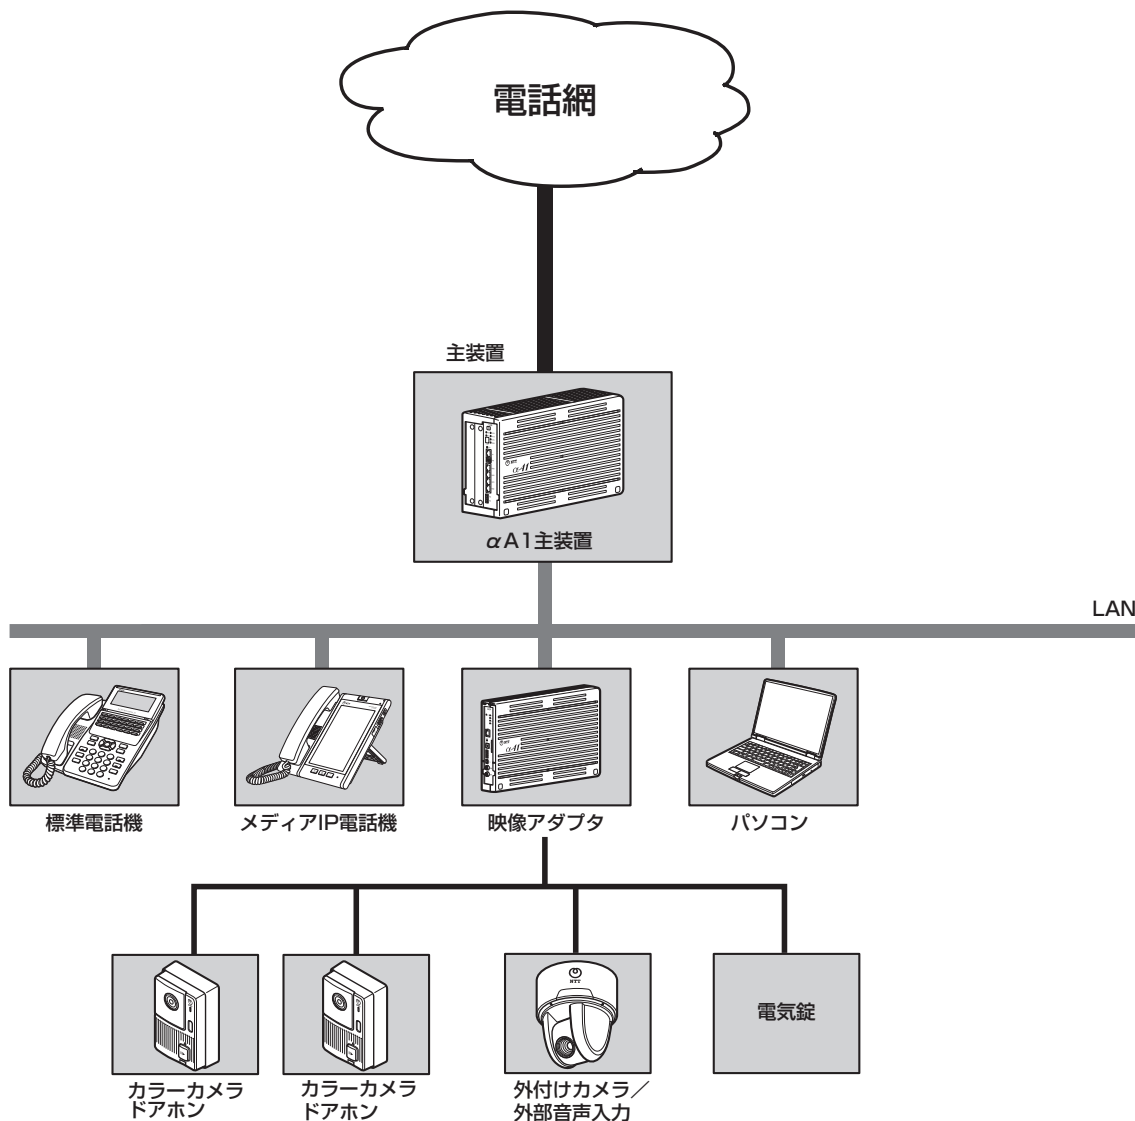 電話網
主装置
αA1
αA1主装置
LAN
αA1
標準電話機
メディアIP電話機
映像アダプタ
パソコン
NTT
電気錠
カラーカメラ
ドアホン
カラーカメラ
ドアホン
外付けカメラ／
外部音声入力